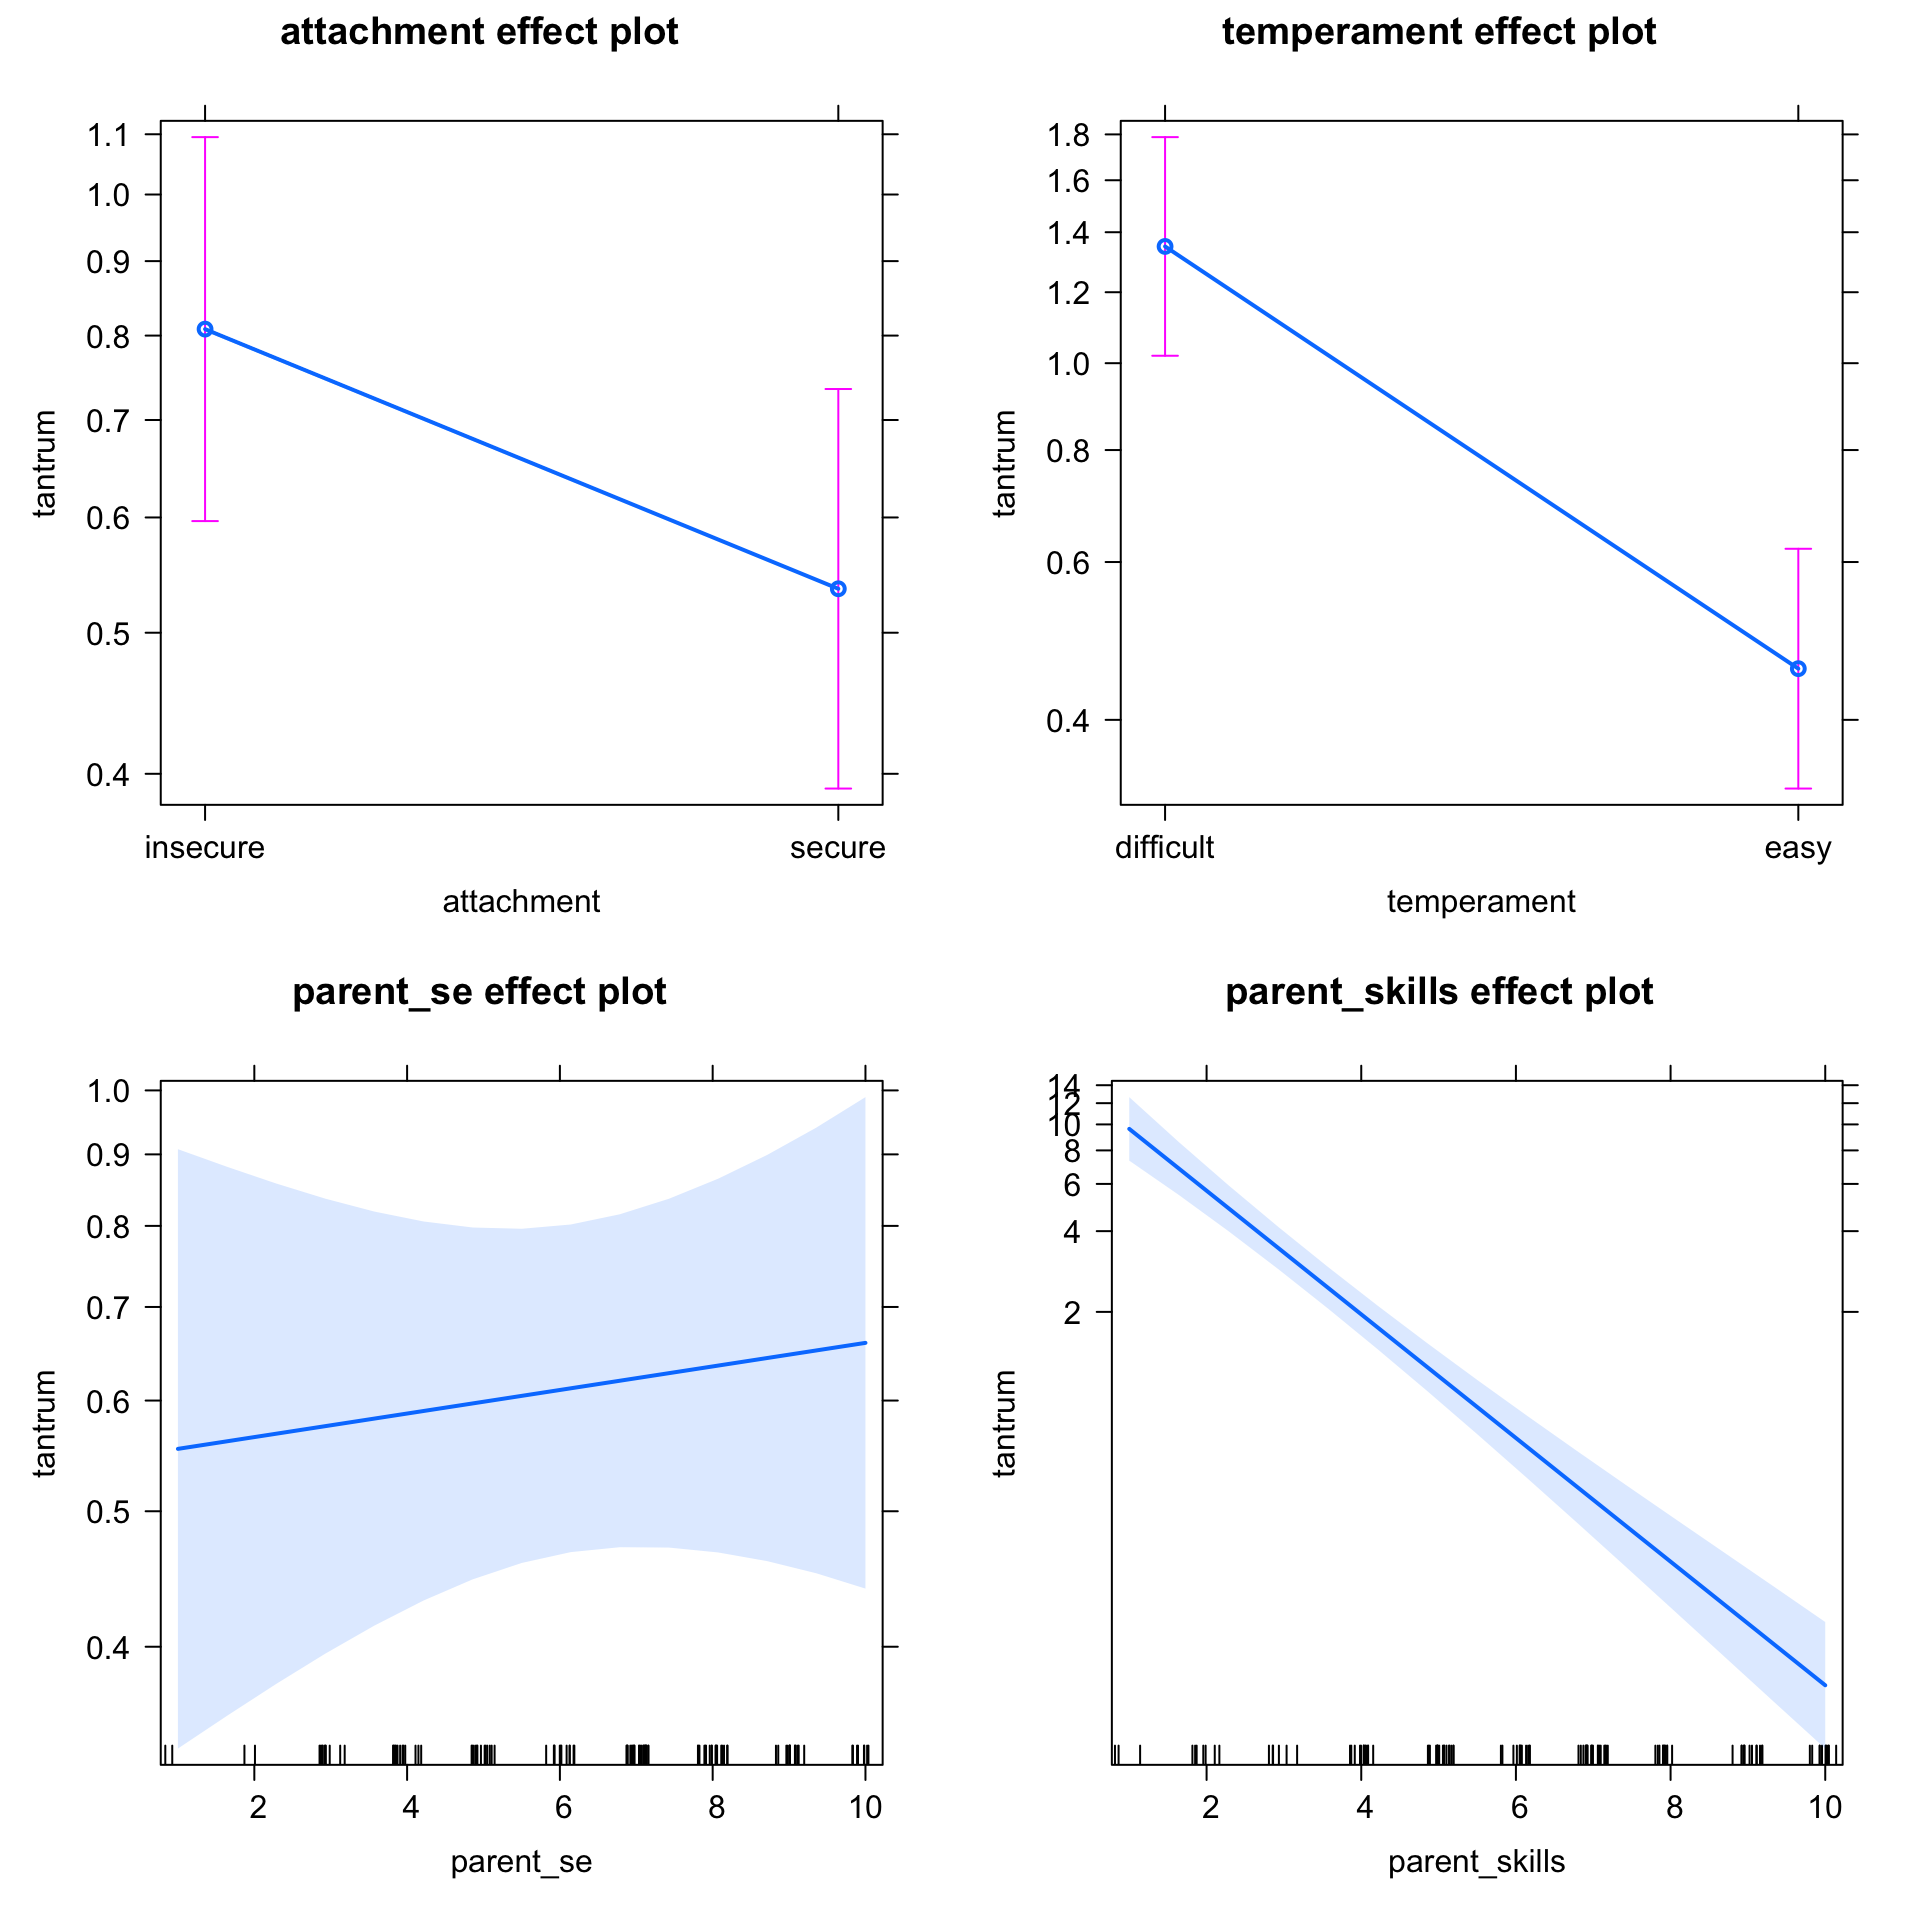 attachment effect plot
1.1
1.0
0.9
0.8
0.7
0.6
0.5
0.4
tantrum
insecure secure
attachment
temperament effect plot
1.8
1.6
1.4
1.2
1.0
0.8
0.6
0.4
tantrum
difficult easy
temperament
parent_se effect plot
1.0
0.9
0.8
0.7
0.6
0.5
0.4
tantrum
2 4 6 8 10
parent_se
parent_skills effect plot
14
12
10
8
6
4
2
tantrum
2 4 6 8 10
parent_skills